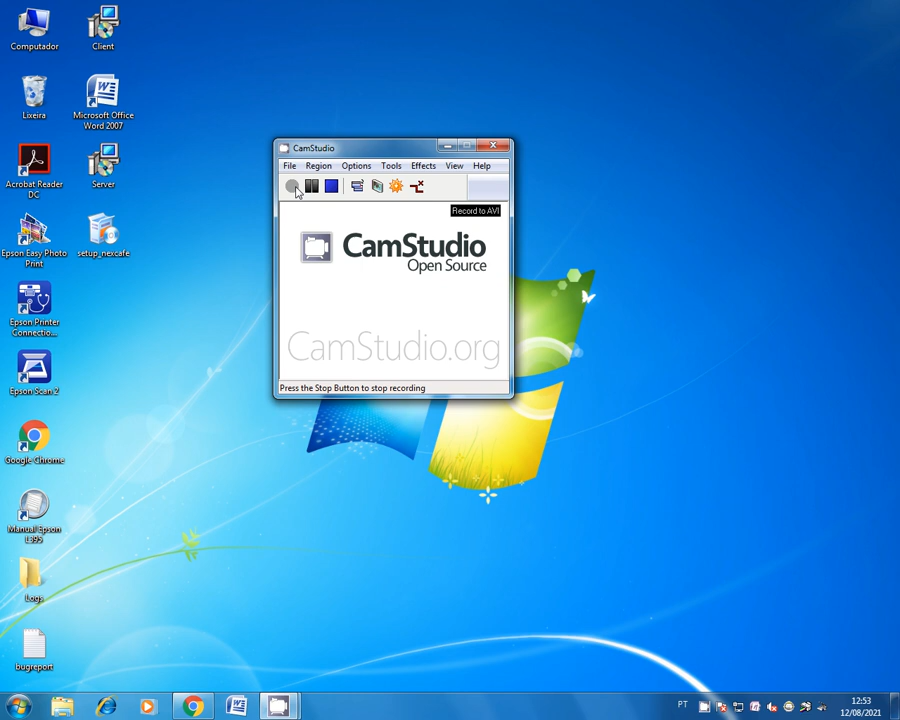 Computador
Client
Lixeira
Microsoft Office
Word 2007
Acrobat Reader
DC
Server
Epson Easy Photo
Print
setup_nexcafe
Epson Printer
Connectio...
Epson Scan 2
Google Chrome
Manual Epson
L395
Logs
bugreport
CamStudio
File Region Options Tools Effects View Help
Record to AVI
CamStudio
Open Source
CamStudio.org
Press the Stop Button to stop recording
PT
12:53
12/08/2021